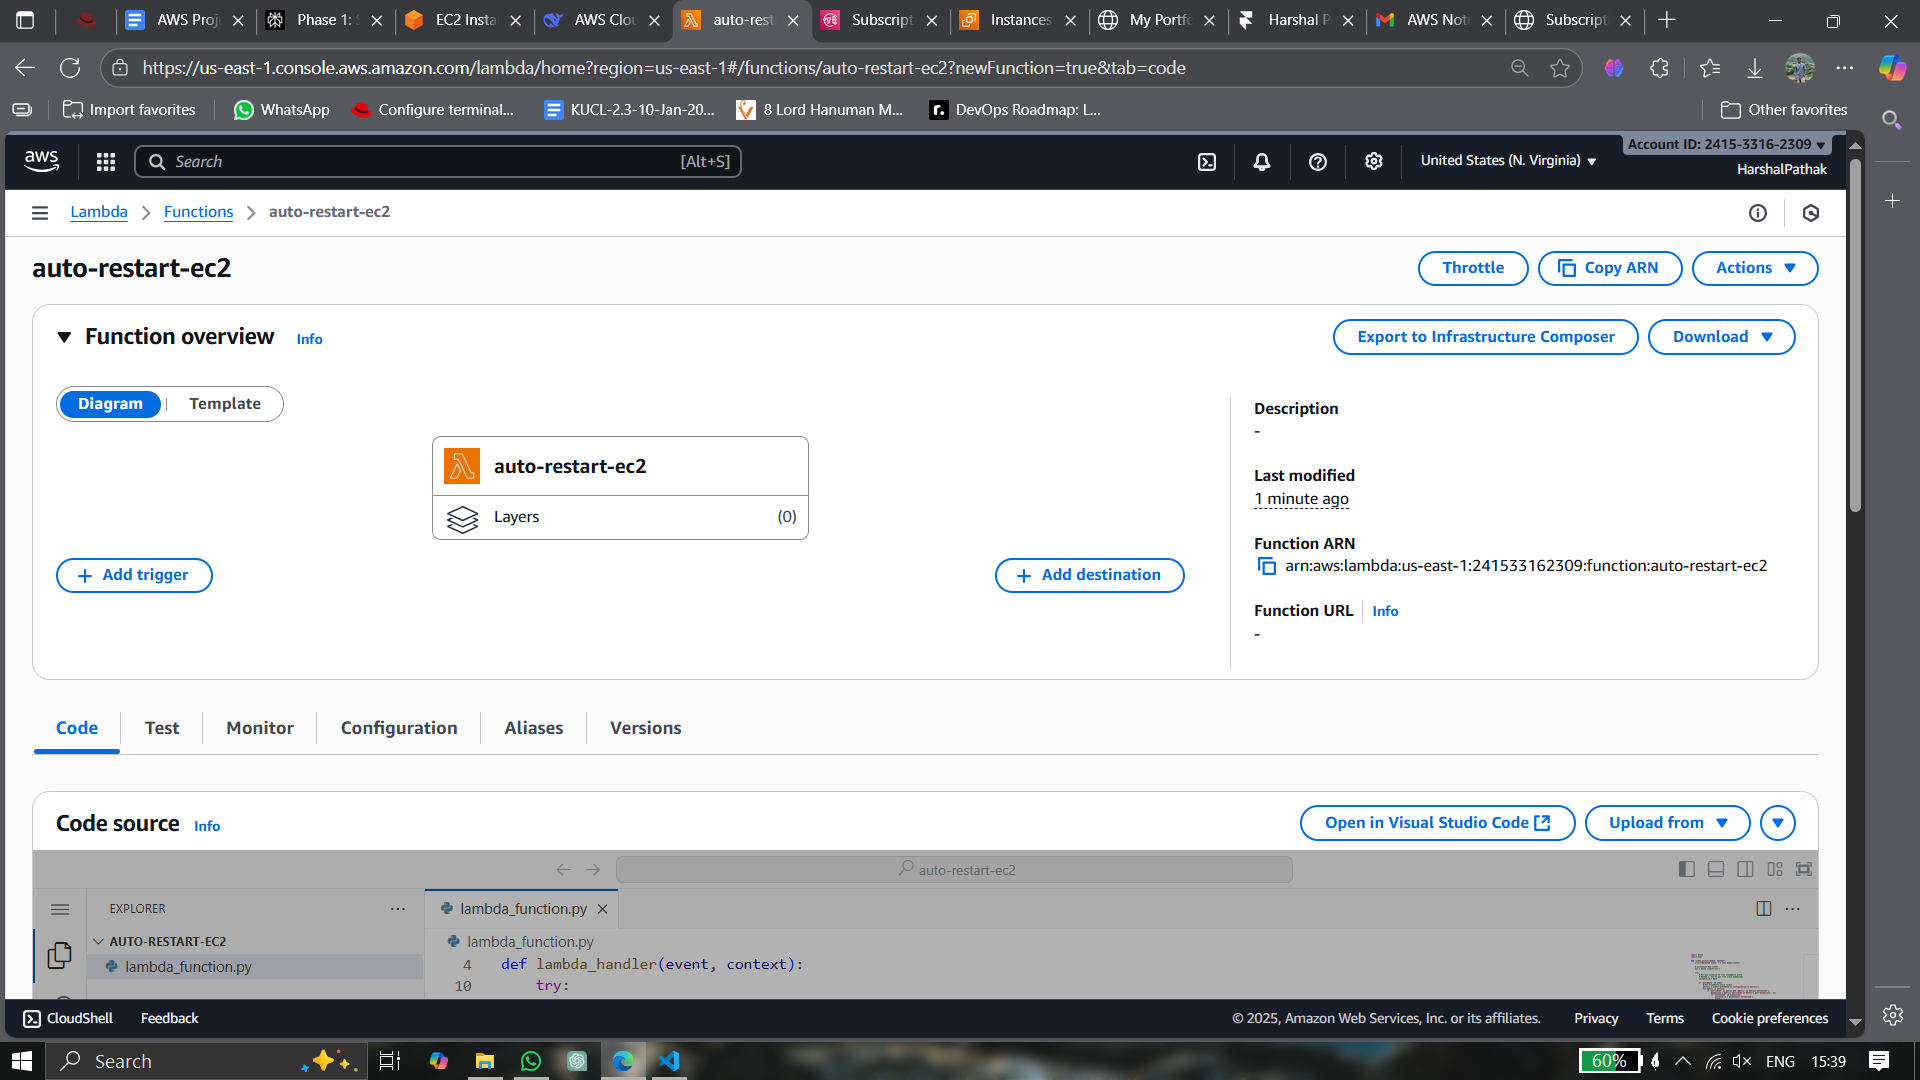 AWS Proj
Phase 1: S
EC2 Insta
AWS Clou
auto-rest
Subscript
Instances
My Portfo
Harshal P
AWS Noti
Subscript
https://us-east-1.console.aws.amazon.com/lambda/home?region=us-east-1#/functions/auto-restart-ec2?newFunction=true&tab=code
Import favorites
WhatsApp
Configure terminal...
KUCL-2.3-10-Jan-20...
8 Lord Hanuman M...
DevOps Roadmap: L...
Other favorites
aws
Search
[Alt+S]
United States (N. Virginia)
Account ID: 2415-3316-2309
HarshalPathak
Lambda
Functions
auto-restart-ec2
auto-restart-ec2
Throttle
Copy ARN
Actions
Function overview
Info
Export to Infrastructure Composer
Download
Diagram
Template
auto-restart-ec2
Layers
(0)
Add trigger
Add destination
Description
-
Last modified
1 minute ago
Function ARN
arn:aws:lambda:us-east-1:241533162309:function:auto-restart-ec2
Function URL
Info
-
Code
Test
Monitor
Configuration
Aliases
Versions
Code source
Info
Open in Visual Studio Code
Upload from
auto-restart-ec2
EXPLORER
lambda_function.py
AUTO-RESTART-EC2
lambda_function.py
lambda_function.py
4 def lambda_handler(event, context):
10 try:
CloudShell
Feedback
© 2025, Amazon Web Services, Inc. or its affiliates.
Privacy
Terms
Cookie preferences
Search
60%
ENG
15:39